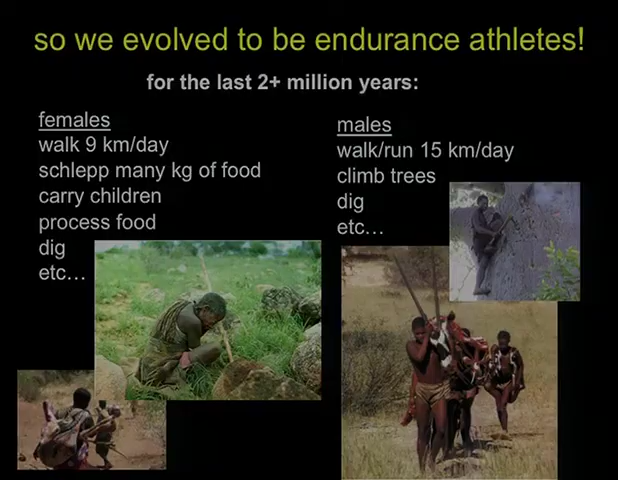 so we evolved to be endurance athletes!
for the last 2+ million years:
females
walk 9 km/day
schlepp many kg of food
carry children
process food
dig
etc…
males
walk/run 15 km/day
climb trees
dig
etc…